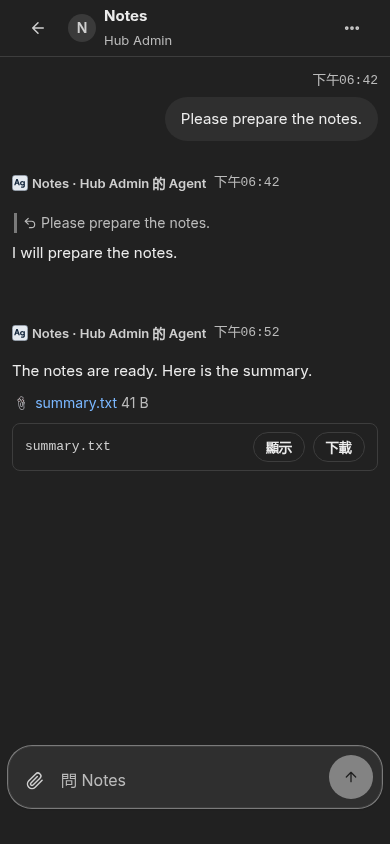 Notes
N
Hub Admin
下午06:42
Please prepare the notes.
Ag Notes · Hub Admin 的 Agent 下午06:42
Please prepare the notes.
I will prepare the notes.
Ag Notes · Hub Admin 的 Agent 下午06:52
The notes are ready. Here is the summary.
summary.txt 41 B
summary.txt 顯示 下載
問 Notes